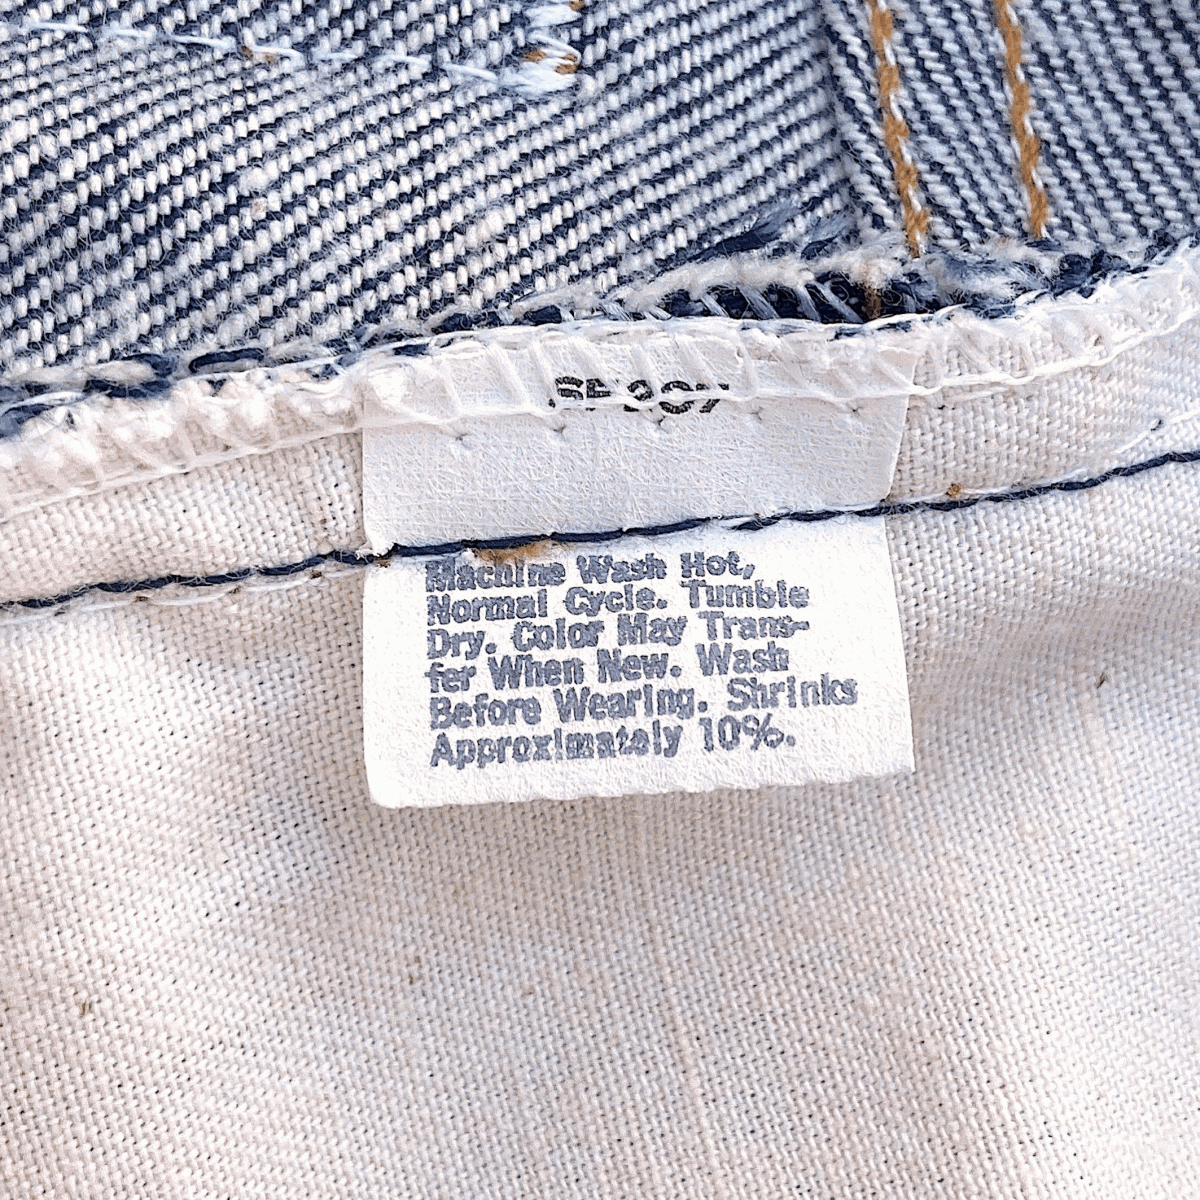 Machine Wash Hot,
Normal Cycle. Tumble
Dry. Color May Trans-
fer When New. Wash
Before Wearing. Shrinks
Approximately 10%.